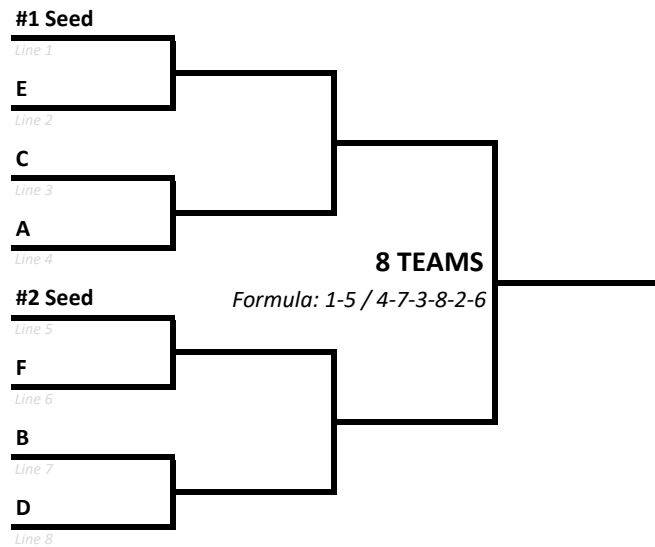 #1 Seed
Line 1
E
Line 2
C
Line 3
A
Line 4
8 TEAMS
#2 Seed
Formula: 1-5 / 4-7-3-8-2-6
Line 5
F
Line 6
B
Line 7
D
Line 8